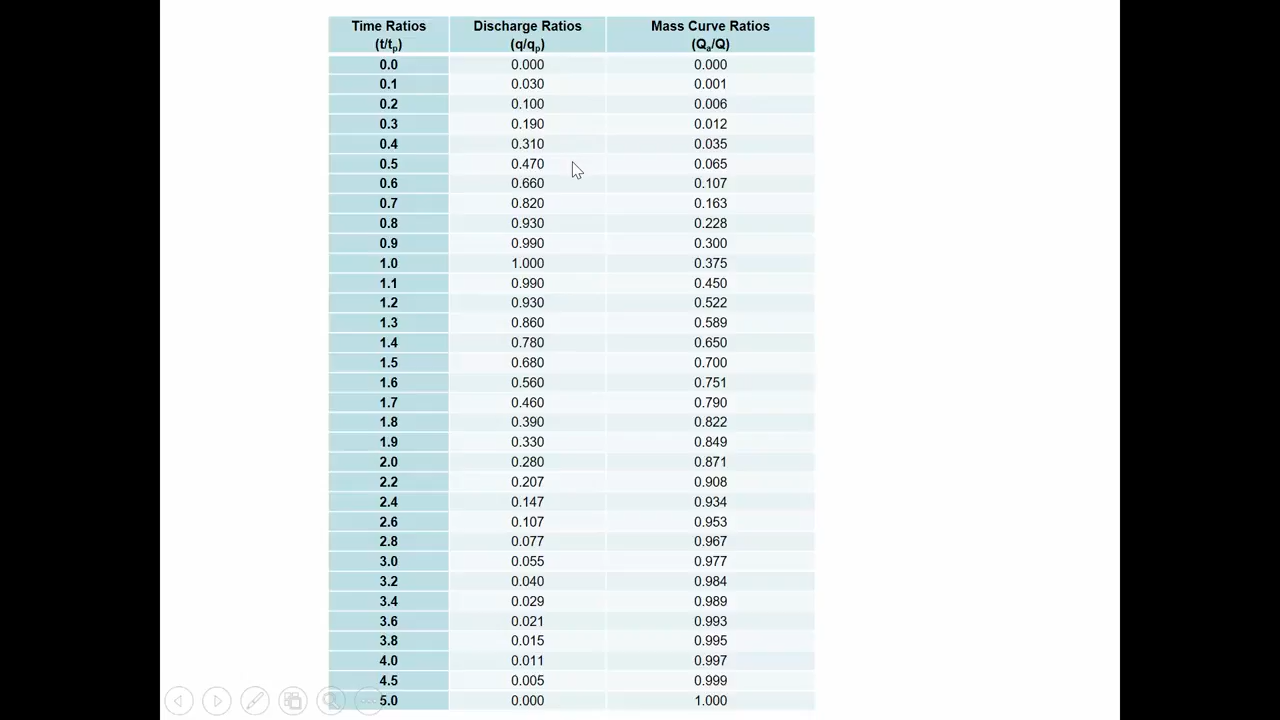 Time Ratios Discharge Ratios Mass Curve Ratios
(t/tp) (q/qp) (Qa/Q)
0.0 0.000 0.000
0.1 0.030 0.001
0.2 0.100 0.006
0.3 0.190 0.012
0.4 0.310 0.035
0.5 0.470 0.065
0.6 0.660 0.107
0.7 0.820 0.163
0.8 0.930 0.228
0.9 0.990 0.300
1.0 1.000 0.375
1.1 0.990 0.450
1.2 0.930 0.522
1.3 0.860 0.589
1.4 0.780 0.650
1.5 0.680 0.700
1.6 0.560 0.751
1.7 0.460 0.790
1.8 0.390 0.822
1.9 0.330 0.849
2.0 0.280 0.871
2.2 0.207 0.908
2.4 0.147 0.934
2.6 0.107 0.953
2.8 0.077 0.967
3.0 0.055 0.977
3.2 0.040 0.984
3.4 0.029 0.989
3.6 0.021 0.993
3.8 0.015 0.995
4.0 0.011 0.997
4.5 0.005 0.999
5.0 0.000 1.000